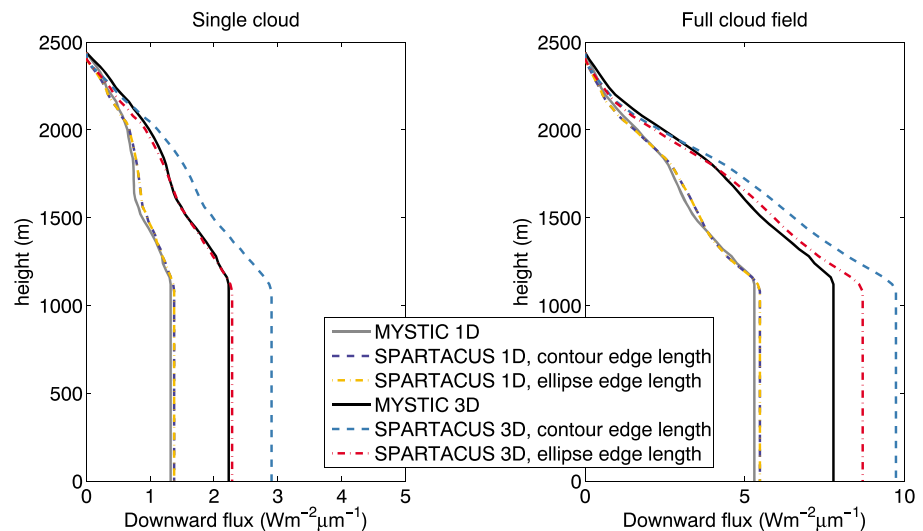 Single cloud
Full cloud field
2500
2000
1500
1000
500
0
height (m)
0 1 2 3 4 5
Downward flux (Wm⁻²μm⁻¹)
2500
2000
1500
1000
500
0
height (m)
0 5 10
Downward flux (Wm⁻²μm⁻¹)
MYSTIC 1D
SPARTACUS 1D, contour edge length
SPARTACUS 1D, ellipse edge length
MYSTIC 3D
SPARTACUS 3D, contour edge length
SPARTACUS 3D, ellipse edge length